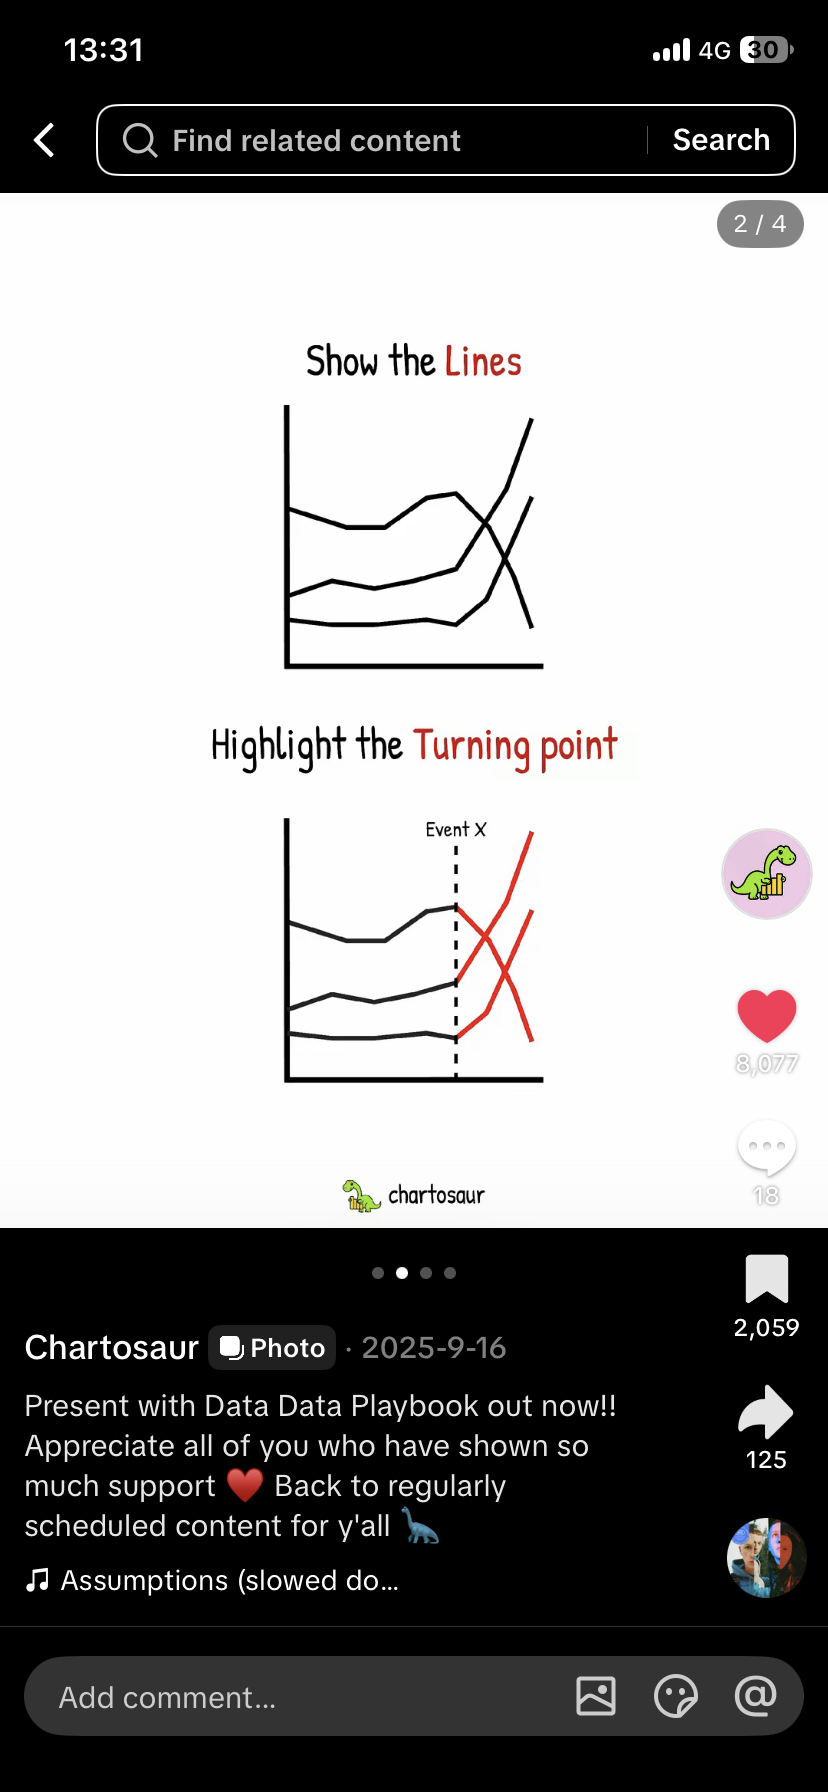 13:31
4G
30
Find related content
Search
2 / 4
Show the Lines
Highlight the Turning point
Event X
8,077
18
chartosaur
2,059
Chartosaur
Photo
· 2025-9-16
Present with Data Data Playbook out now!!
Appreciate all of you who have shown so
much support ♥️ Back to regularly
scheduled content for y'all 🦕
125
Assumptions (slowed do...
Add comment...
@